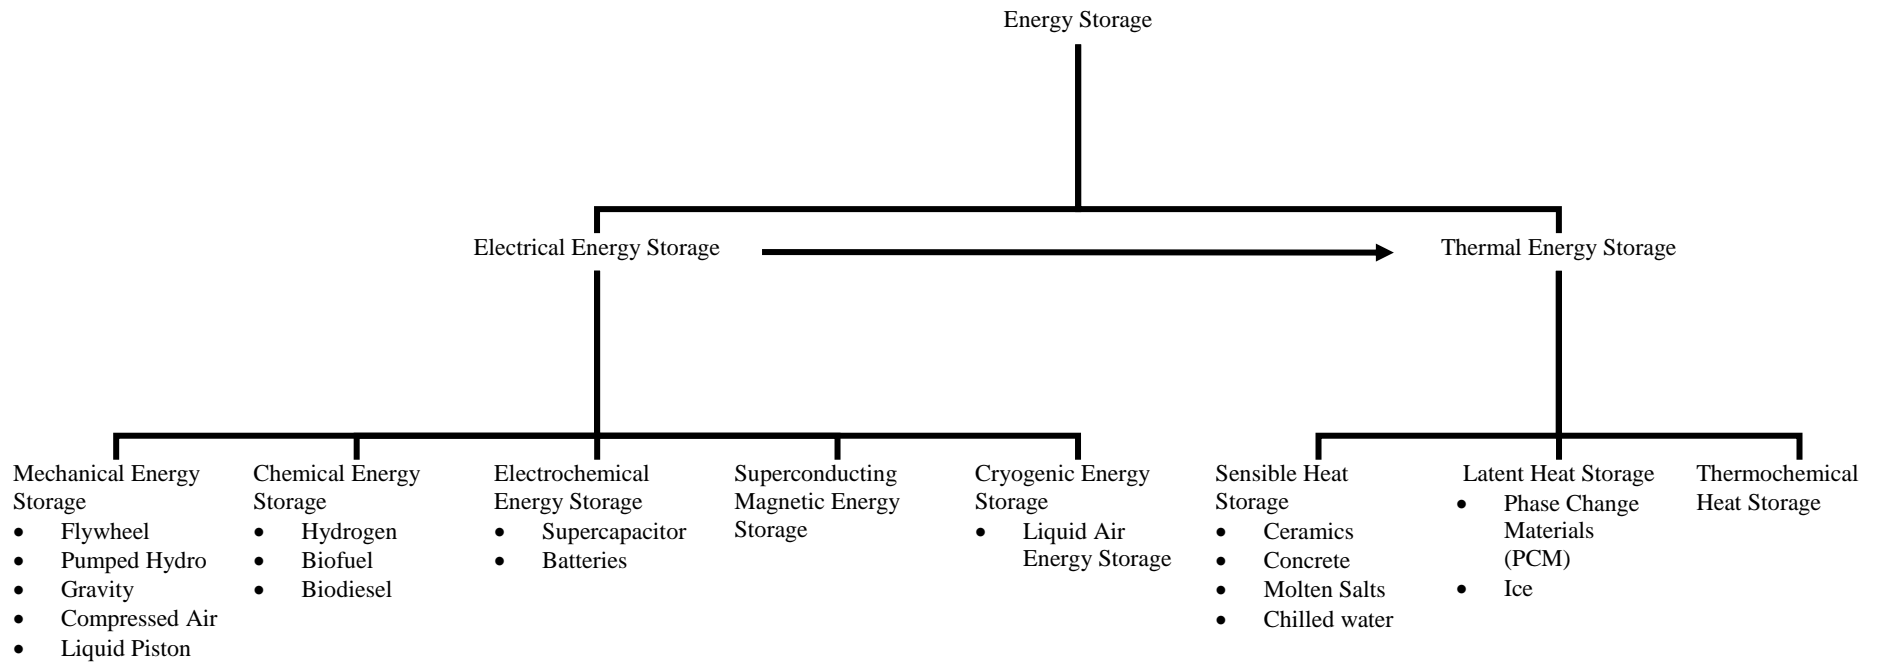 Energy Storage
Electrical Energy Storage
Thermal Energy Storage
Mechanical Energy
Storage
• Flywheel
• Pumped Hydro
• Gravity
• Compressed Air
• Liquid Piston
Chemical Energy
Storage
• Hydrogen
• Biofuel
• Biodiesel
Electrochemical
Energy Storage
• Supercapacitor
• Batteries
Superconducting
Magnetic Energy
Storage
Cryogenic Energy
Storage
• Liquid Air
Energy Storage
Sensible Heat
Storage
• Ceramics
• Concrete
• Molten Salts
• Chilled water
Latent Heat Storage
• Phase Change
Materials
(PCM)
• Ice
Thermochemical
Heat Storage